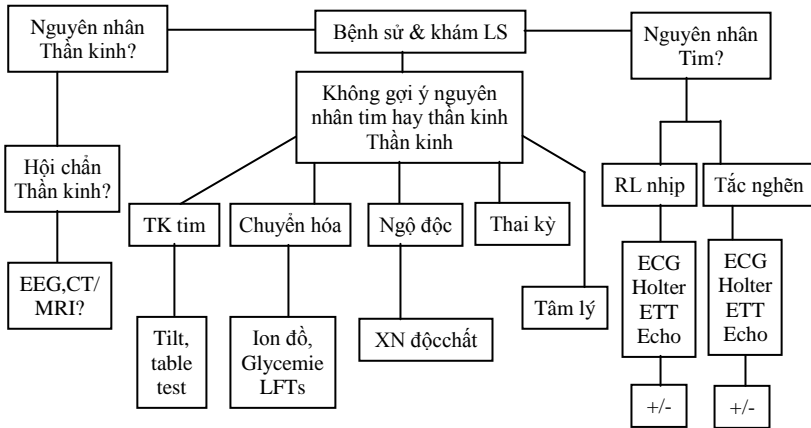 Nguyên nhân
Thần kinh?
Bệnh sử & khám LS
Nguyên nhân
Tim?
Không gợi ý nguyên
nhân tim hay thần kinh
Thần kinh
Hội chẩn
Thần kinh?
RL nhịp
Tắc nghẽn
TK tim
Chuyển hóa
Ngộ độc
Thai kỳ
EEG,CT/
MRI?
Tilt,
table
test
Ion đồ,
Glycemie
LFTs
XN độcchất
Tâm lý
ECG
Holter
ETT
Echo
ECG
Holter
ETT
Echo
+/-
+/-